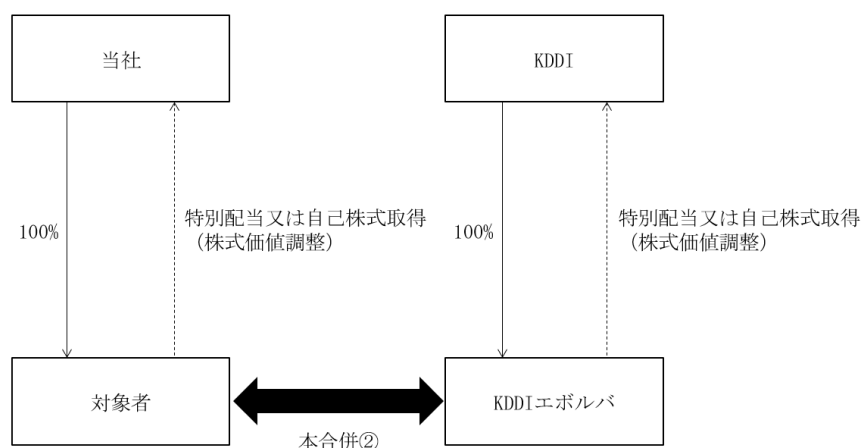 当社
KDDI
100%
特別配当又は自己株式取得
（株式価値調整）
100%
特別配当又は自己株式取得
（株式価値調整）
対象者
KDDIエボルバ
本合併②